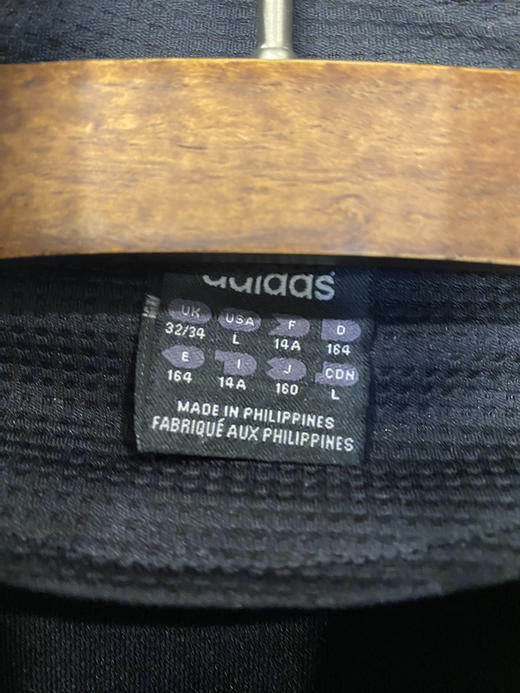 adidas
UK USA F D
32/34 L 14A 164
E I J CDN
164 14A 160 L
MADE IN PHILIPPINES
FABRIQUÉ AUX PHILIPPINES